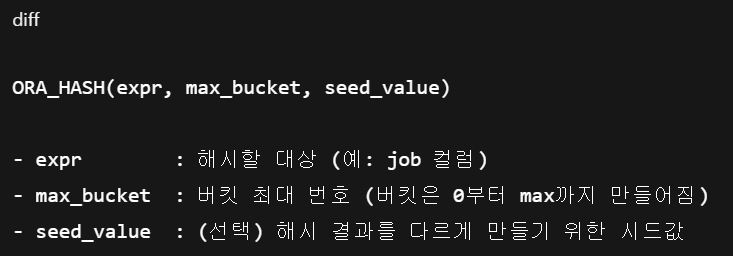 diff
ORA_HASH(expr, max_bucket, seed_value)
- expr : 해시할 대상 (예: job 컬럼)
- max_bucket : 버킷 최대 번호 (버킷은 0부터 max까지 만들어짐)
- seed_value : (선택) 해시 결과를 다르게 만들기 위한 시드값